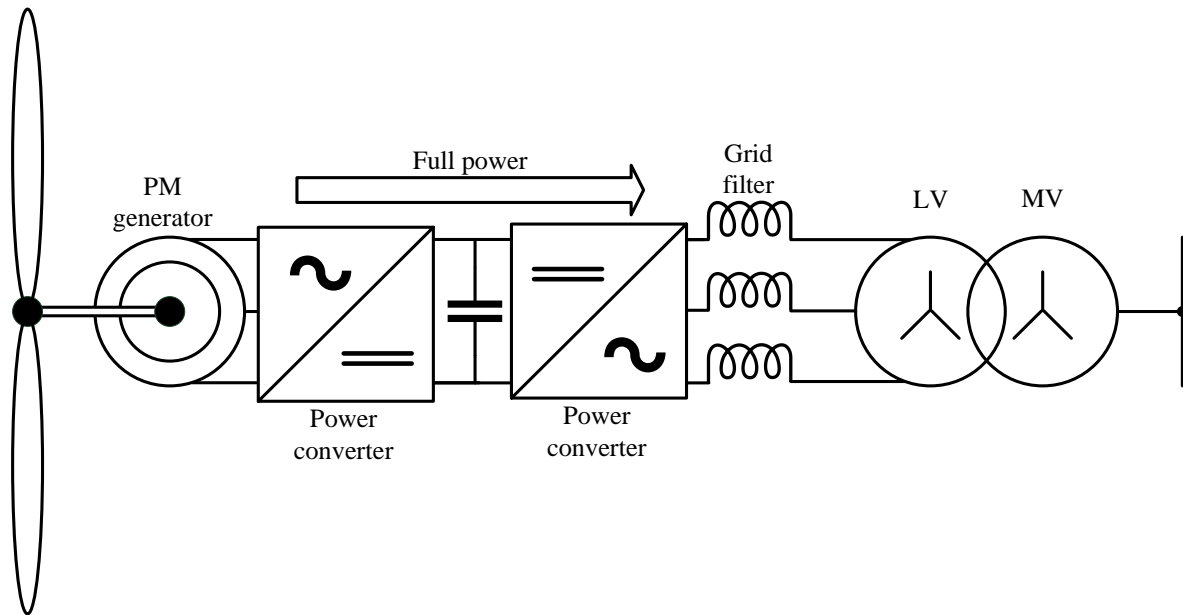 Full power
Grid
filter
PM
generator
LV
MV
Power
converter
Power
converter